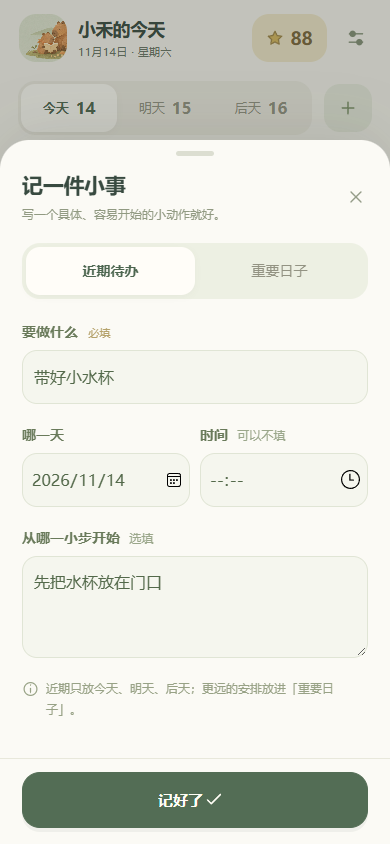 小禾的今天
11月14日 · 星期六
88
今天 14
明天 15
后天 16
记一件小事
写一个具体、容易开始的小动作就好。
近期待办
重要日子
要做什么 必填
带好小水杯
哪一天
时间 可以不填
2026/11/14
--:--
从哪一小步开始 选填
先把水杯放在门口
近期只放今天、明天、后天；更远的安排放进「重要日
子」。
记好了